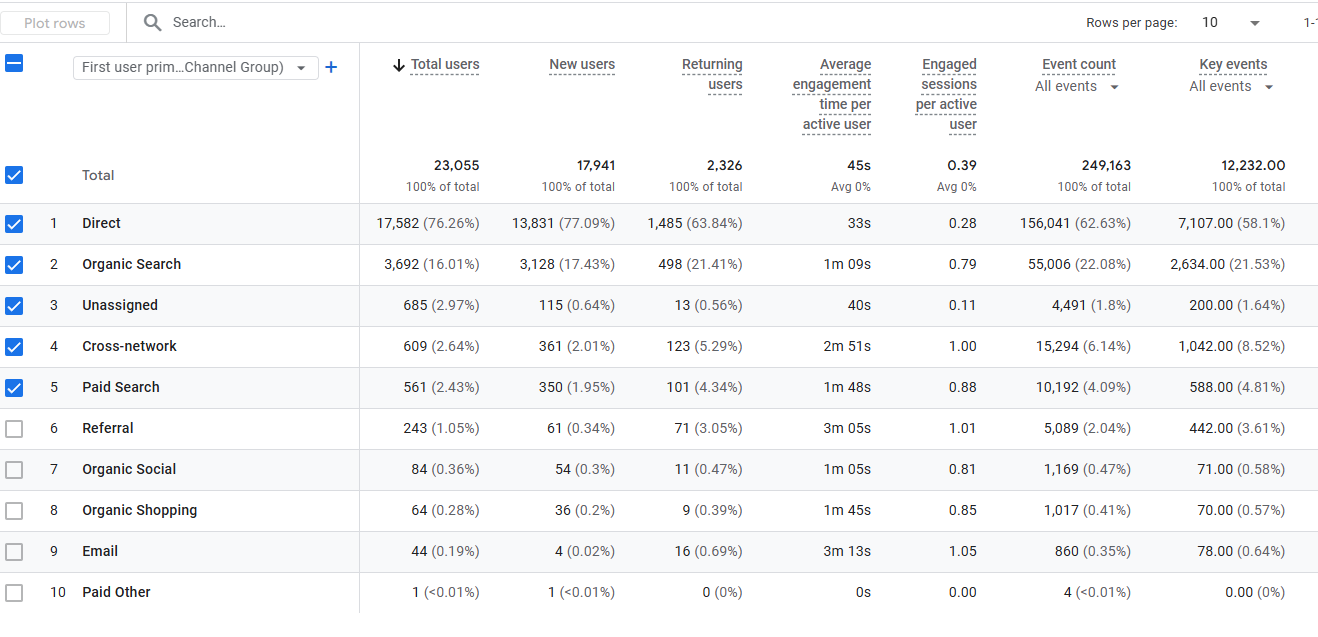 Plot rows Search… Rows per page: 10 1-1
First user prim…Channel Group) + Total users New users Returning users Average engagement time per active user Engaged sessions per active user Event count All events Key events All events
Total 23,055 17,941 2,326 45s 0.39 249,163 12,232.00
100% of total 100% of total 100% of total Avg 0% Avg 0% 100% of total 100% of total
1 Direct 17,582 (76.26%) 13,831 (77.09%) 1,485 (63.84%) 33s 0.28 156,041 (62.63%) 7,107.00 (58.1%)
2 Organic Search 3,692 (16.01%) 3,128 (17.43%) 498 (21.41%) 1m 09s 0.79 55,006 (22.08%) 2,634.00 (21.53%)
3 Unassigned 685 (2.97%) 115 (0.64%) 13 (0.56%) 40s 0.11 4,491 (1.8%) 200.00 (1.64%)
4 Cross-network 609 (2.64%) 361 (2.01%) 123 (5.29%) 2m 51s 1.00 15,294 (6.14%) 1,042.00 (8.52%)
5 Paid Search 561 (2.43%) 350 (1.95%) 101 (4.34%) 1m 48s 0.88 10,192 (4.09%) 588.00 (4.81%)
6 Referral 243 (1.05%) 61 (0.34%) 71 (3.05%) 3m 05s 1.01 5,089 (2.04%) 442.00 (3.61%)
7 Organic Social 84 (0.36%) 54 (0.3%) 11 (0.47%) 1m 05s 0.81 1,169 (0.47%) 71.00 (0.58%)
8 Organic Shopping 64 (0.28%) 36 (0.2%) 9 (0.39%) 1m 45s 0.85 1,017 (0.41%) 70.00 (0.57%)
9 Email 44 (0.19%) 4 (0.02%) 16 (0.69%) 3m 13s 1.05 860 (0.35%) 78.00 (0.64%)
10 Paid Other 1 (<0.01%) 1 (<0.01%) 0 (0%) 0s 0.00 4 (<0.01%) 0.00 (0%)